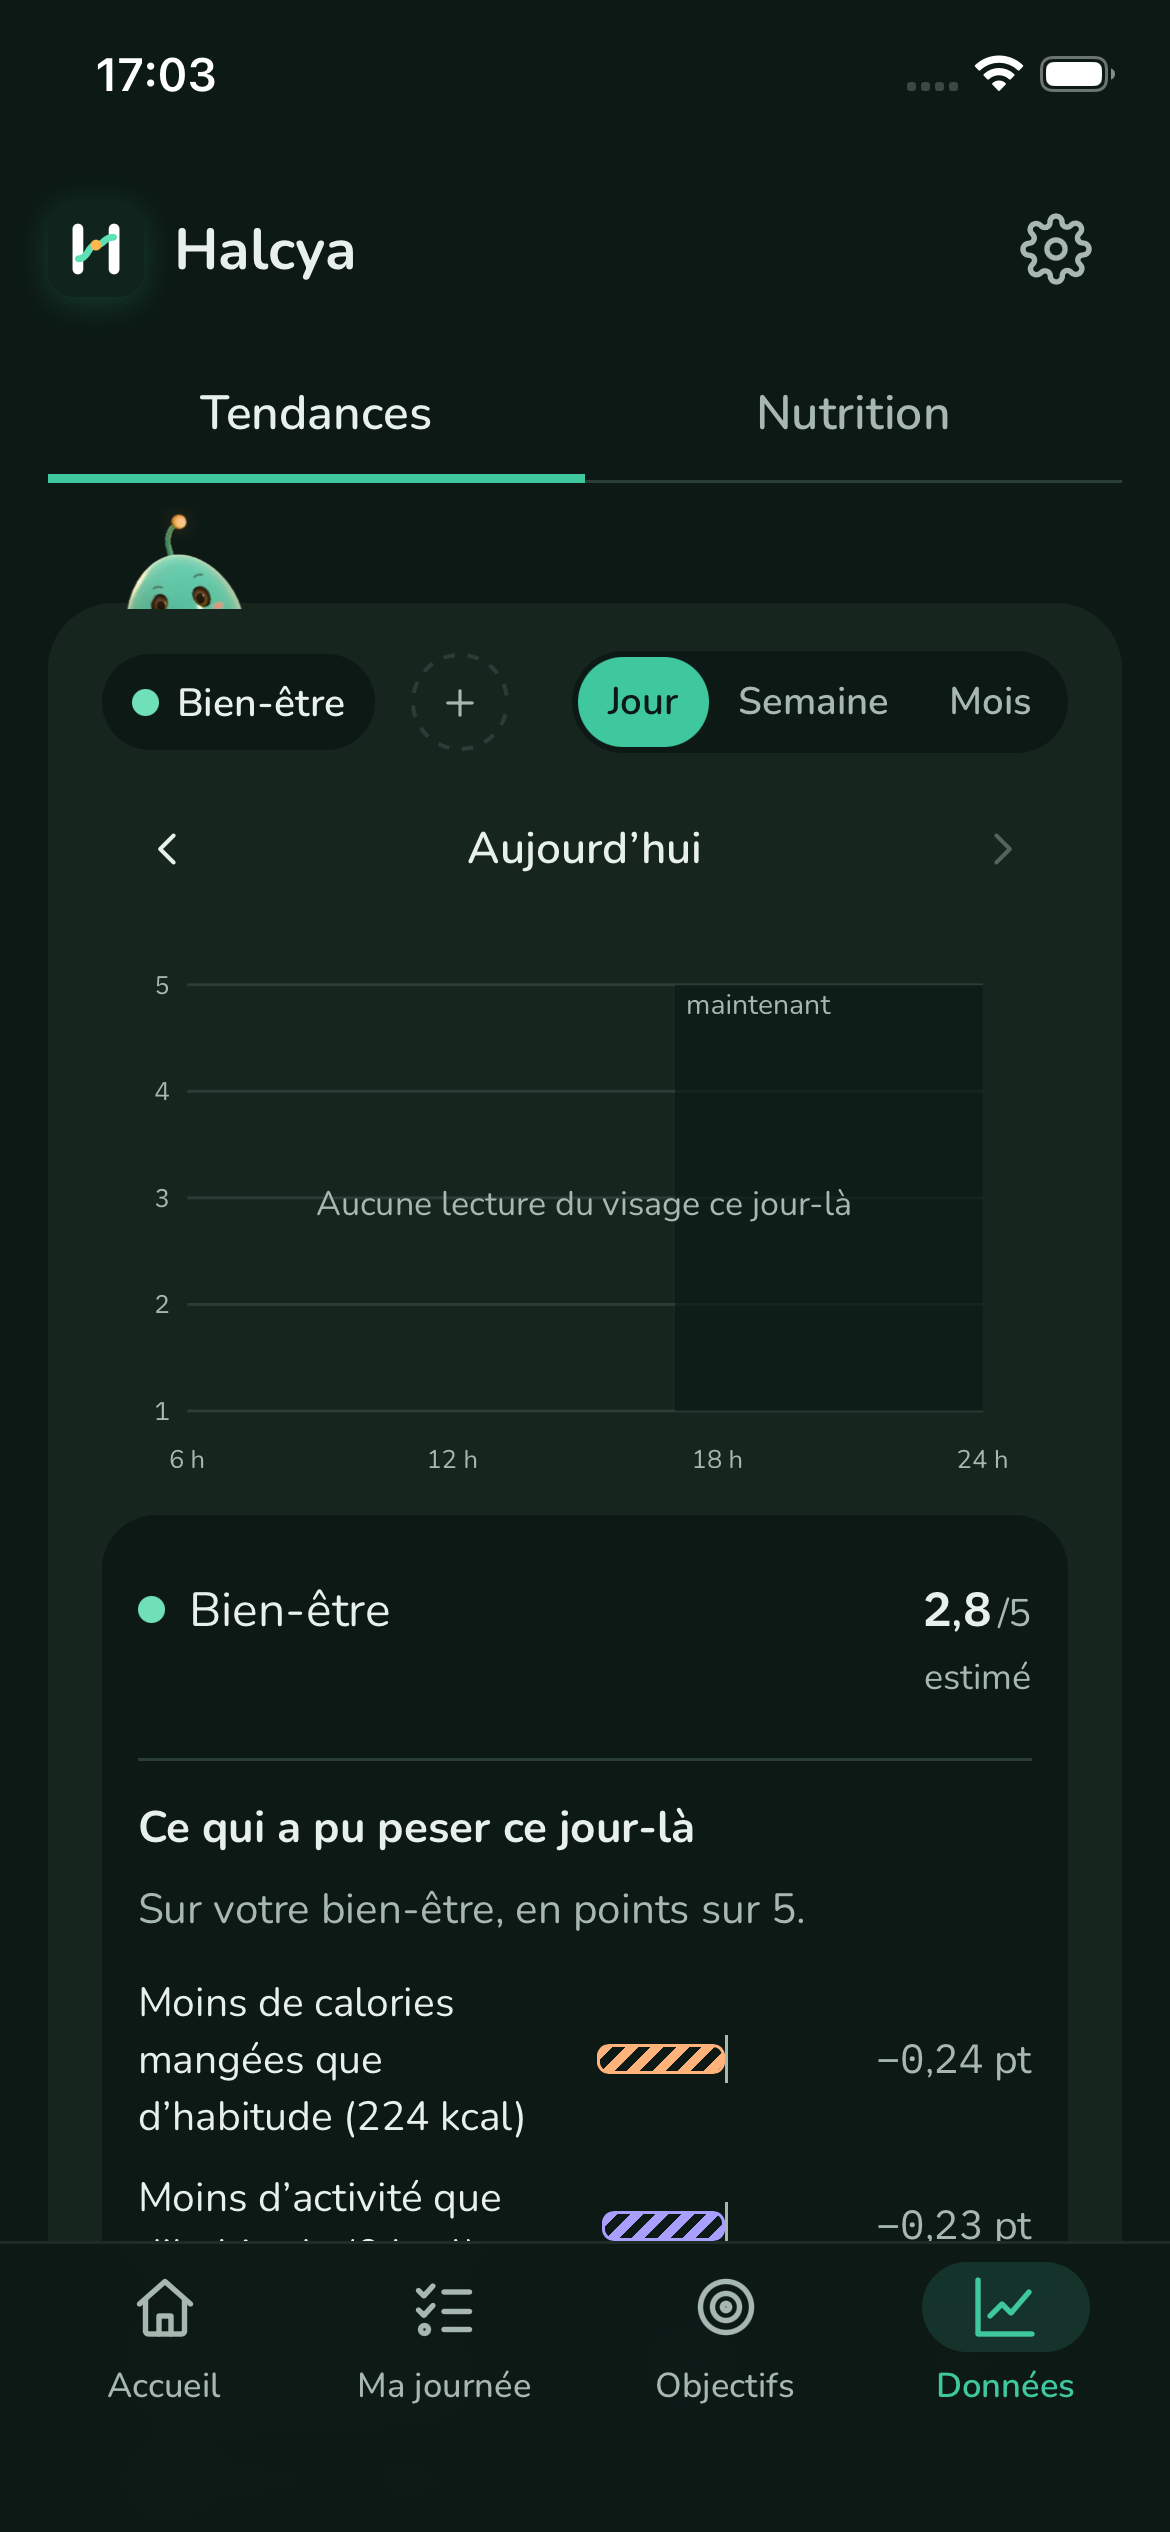 17:03
Halcya
Tendances
Nutrition
Bien-être
+
Jour
Semaine
Mois
Aujourd’hui
5
maintenant
4
3
Aucune lecture du visage ce jour-là
2
1
6 h
12 h
18 h
24 h
Bien-être
2,8/5
estimé
Ce qui a pu peser ce jour-là
Sur votre bien-être, en points sur 5.
Moins de calories
mangées que
d’habitude (224 kcal)
−0,24 pt
Moins d’activité que
−0,23 pt
Accueil
Ma journée
Objectifs
Données